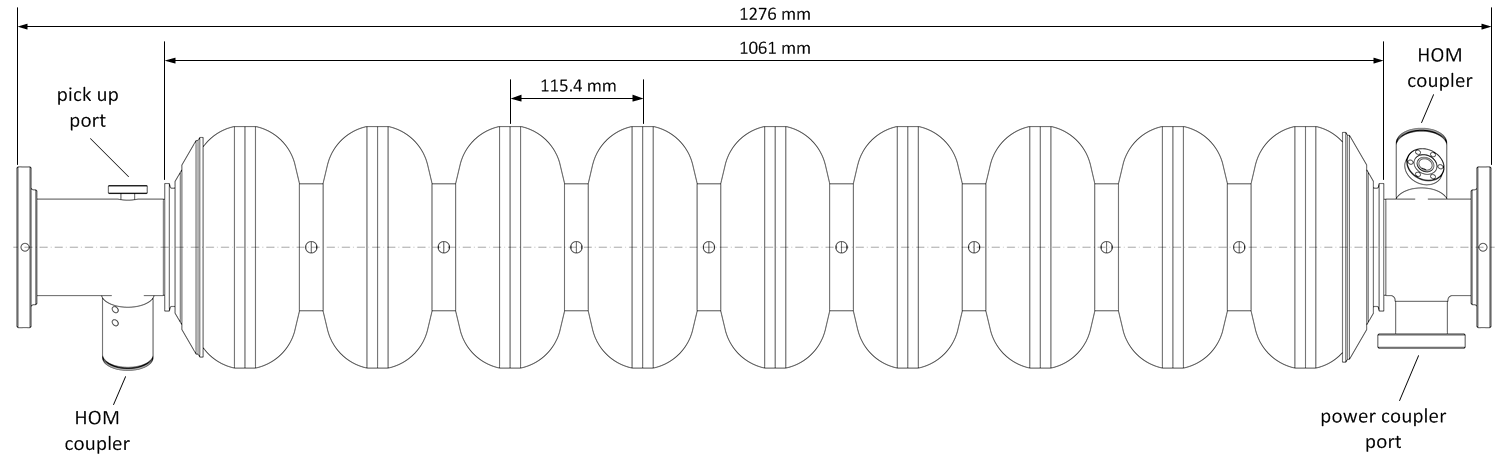 1276 mm
1061 mm
115.4 mm
HOM
coupler
pick up
port
HOM
coupler
power coupler
port